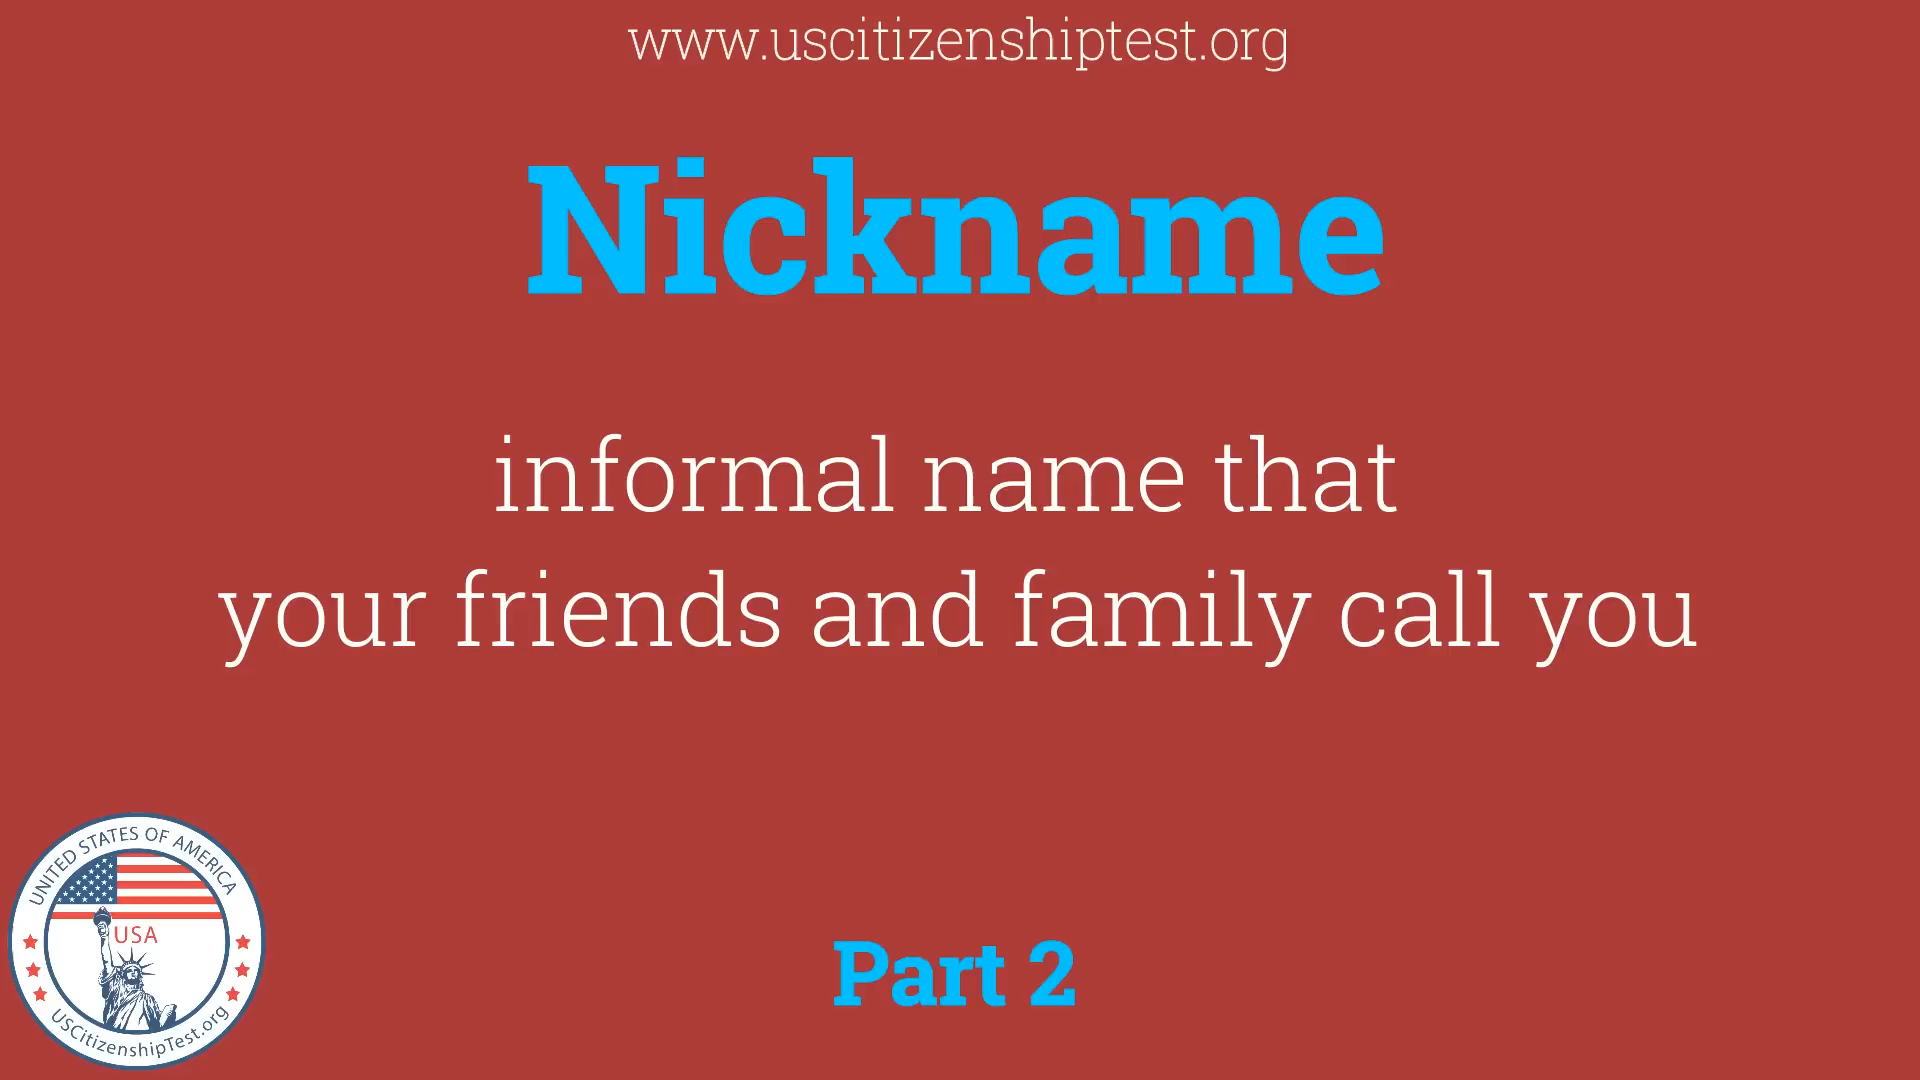 www.uscitizenshiptest.org
Nickname
informal name that
your friends and family call you
UNITED STATES OF AMERICA
USA
USCitizenshipTest.org
Part 2